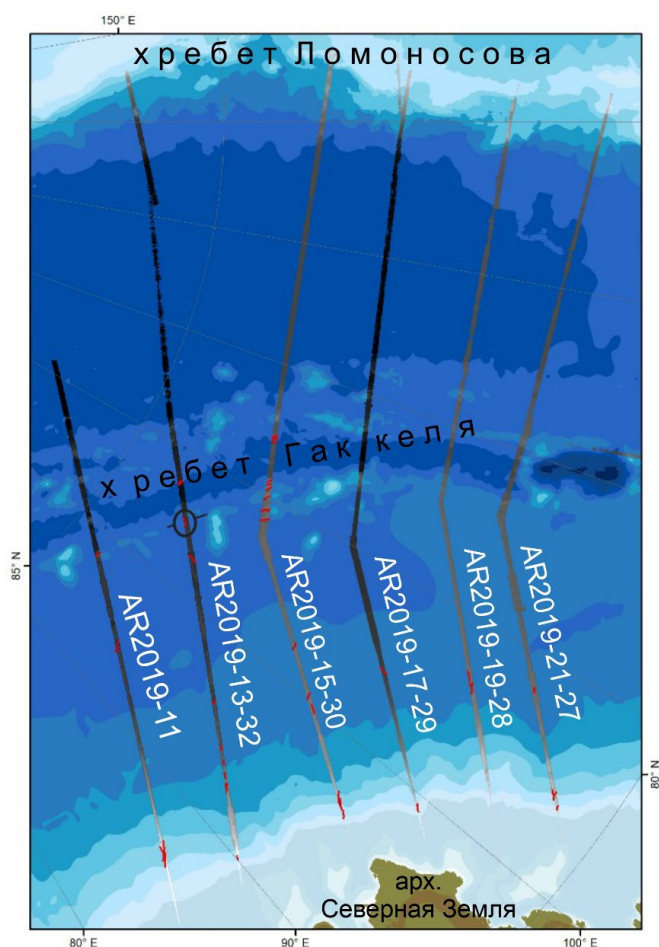 150° E
хребет Ломоносова
хребет Гаккеля
85° N
AR2019-11
AR2019-13-32
AR2019-15-30
AR2019-17-29
AR2019-19-28
AR2019-21-27
80° N
арх.
Северная Земля
80° E
90° E
100° E